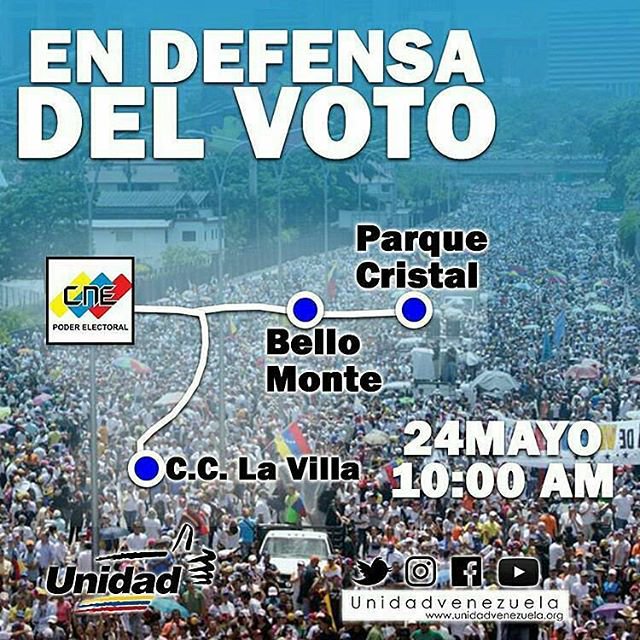 EN DEFENSA
DEL VOTO
Parque
Cristal
CNE
PODER ELECTORAL
Bello
Monte
24MAYO
10:00 AM
C.C. La Villa
Unidad
Unidadvenezuela
www.unidadvenezuela.org